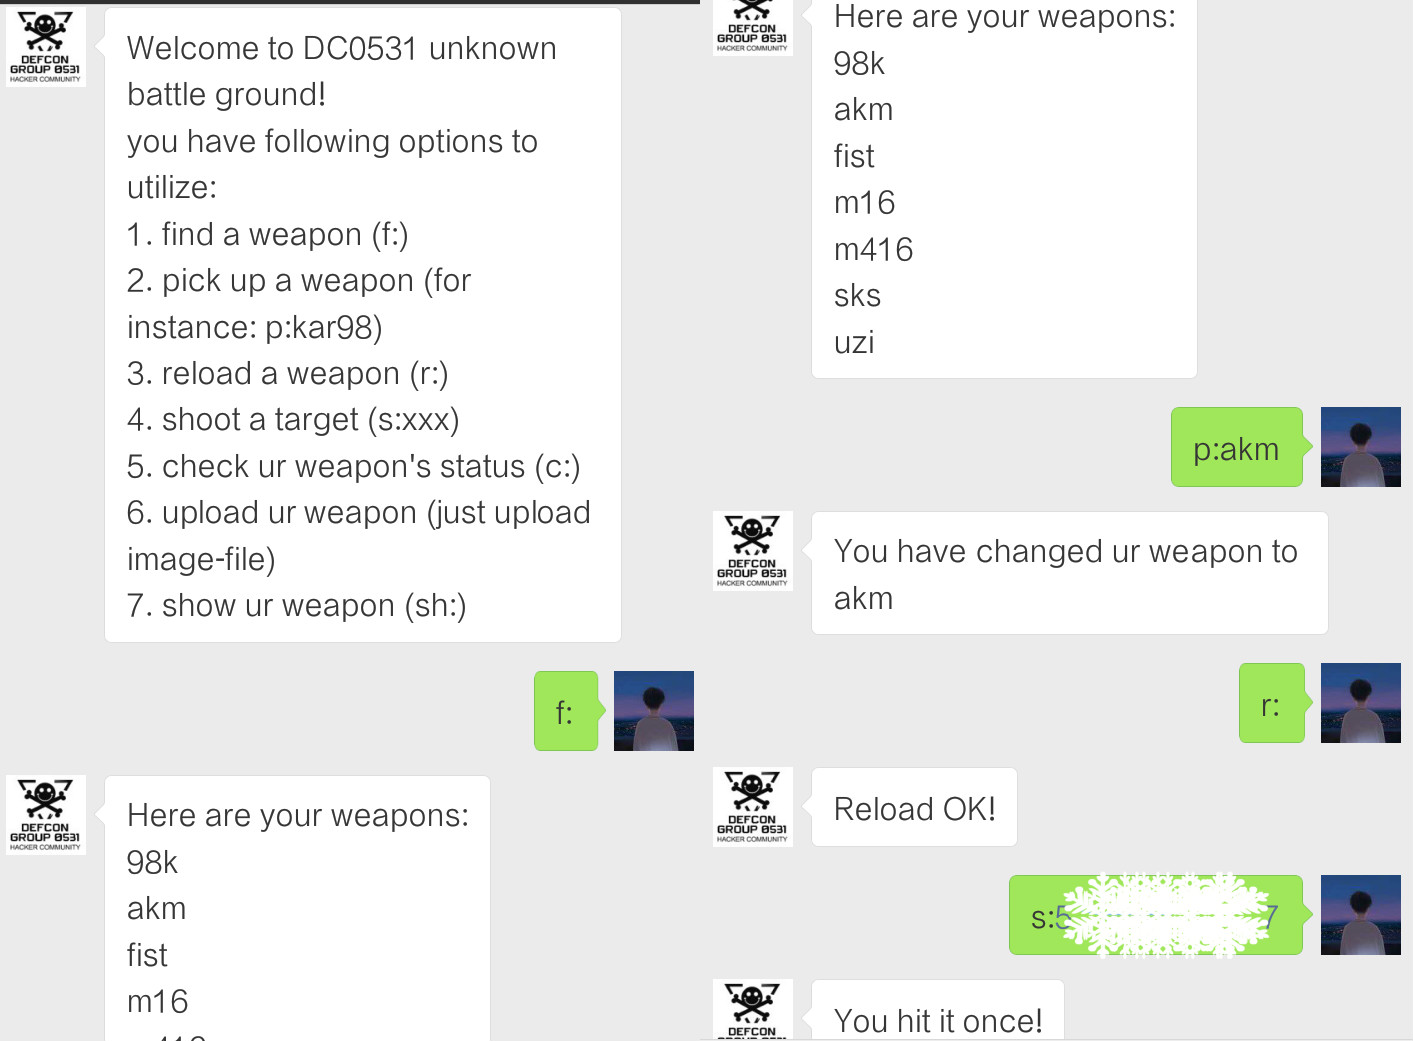 DEFCON
GROUP 0531
HACKER COMMUNITY
Welcome to DC0531 unknown
battle ground!
you have following options to
utilize:
1. find a weapon (f:)
2. pick up a weapon (for
instance: p:kar98)
3. reload a weapon (r:)
4. shoot a target (s:xxx)
5. check ur weapon's status (c:)
6. upload ur weapon (just upload
image-file)
7. show ur weapon (sh:)
f:
DEFCON
GROUP 0531
HACKER COMMUNITY
Here are your weapons:
98k
akm
fist
m16
DEFCON
GROUP 0531
HACKER COMMUNITY
Here are your weapons:
98k
akm
fist
m16
m416
sks
uzi
p:akm
DEFCON
GROUP 0531
HACKER COMMUNITY
You have changed ur weapon to
akm
r:
DEFCON
GROUP 0531
HACKER COMMUNITY
Reload OK!
s:5 7
DEFCON
You hit it once!